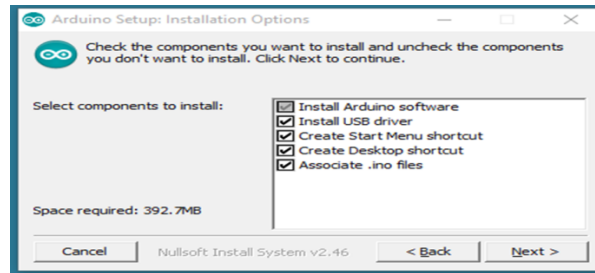 Arduino Setup: Installation Options
Check the components you want to install and uncheck the components
you don't want to install. Click Next to continue.
Select components to install:
Install Arduino software
Install USB driver
Create Start Menu shortcut
Create Desktop shortcut
Associate .ino files
Space required: 392.7MB
Cancel
Nullsoft Install System v2.46
< Back
Next >